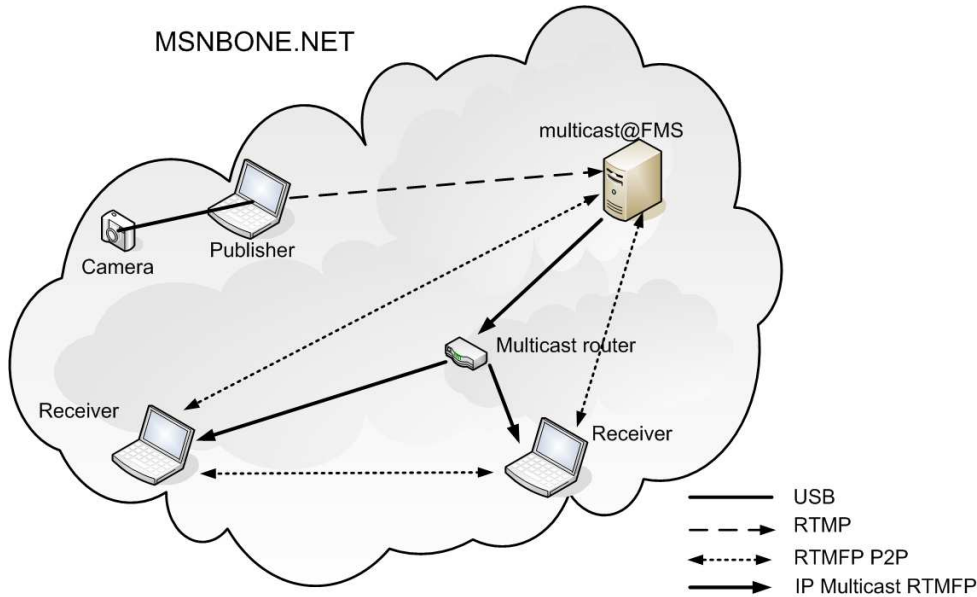 MSNBONE.NET
multicast@FMS
Publisher
Camera
Multicast router
Receiver
Receiver
USB
RTMP
RTMFP P2P
IP Multicast RTMFP